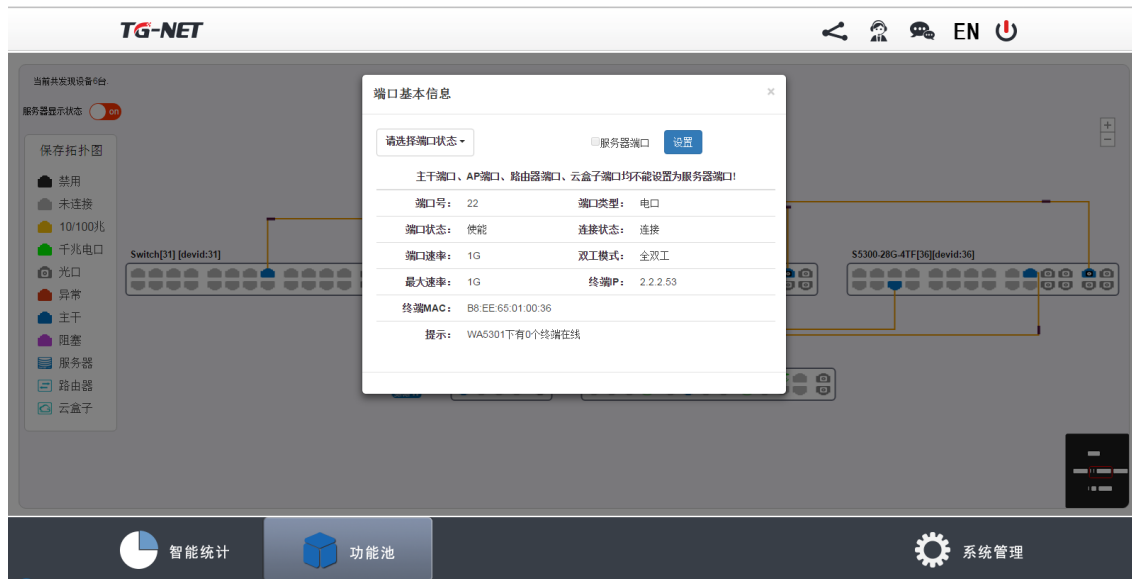 TG-NET
EN
当前共发现设备6台.
服务器显示状态 on
保存拓扑图
禁用
未连接
10/100兆
千兆电口
光口
异常
主干
阻塞
服务器
路由器
云盒子
Switch[31] [devid:31]
S5300-28G-4TF[36][devid:36]
端口基本信息 ×
请选择端口状态
服务器端口 设置
主干端口、AP端口、路由器端口、云盒子端口均不能设置为服务器端口!
端口号: 22 端口类型: 电口
端口状态: 使能 连接状态: 连接
端口速率: 1G 双工模式: 全双工
最大速率: 1G 终端IP: 2.2.2.53
终端MAC: B8:EE:65:01:00:36
提示: WA5301下有0个终端在线
+
−
智能统计
功能池
系统管理